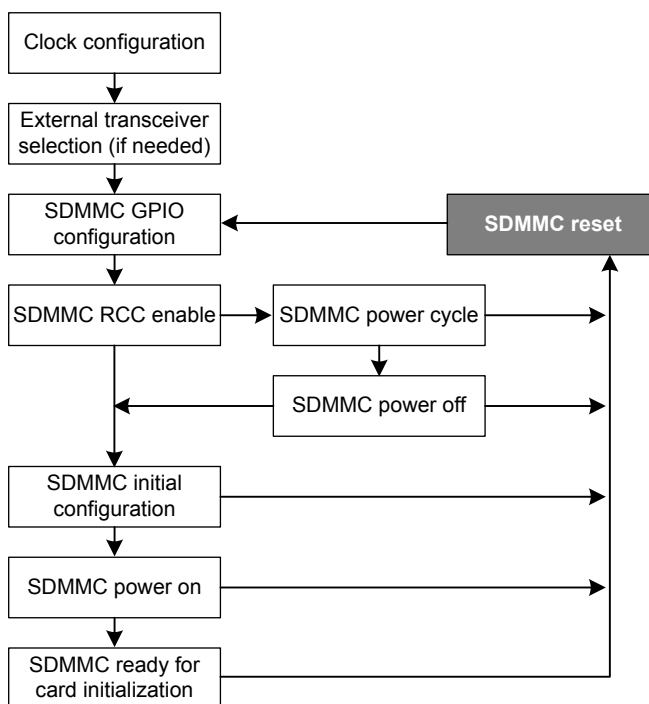 Clock configuration
External transceiver
selection (if needed)
SDMMC GPIO
configuration
SDMMC reset
SDMMC RCC enable
SDMMC power cycle
SDMMC power off
SDMMC initial
configuration
SDMMC power on
SDMMC ready for
card initialization